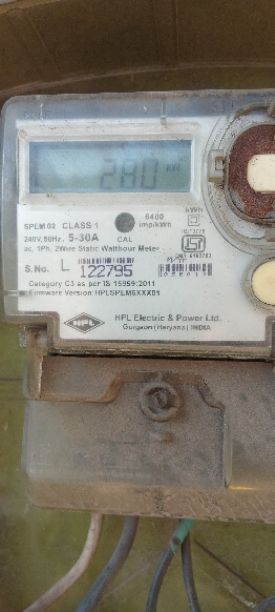 280
kWh
SPEM 02 CLASS 1
240V, 50Hz, 5-30A
CAL
6400
imp/kWh
ac, 1Ph, 2Wire Static Watthour Meter
S.No. L 122795
Category C3 as per IS 15959:2011
HPL
HPL Electric & Power Ltd.
Gurgaon (Haryana) INDIA